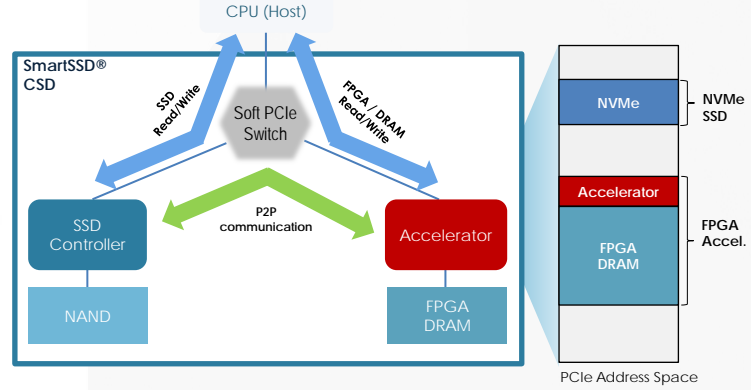 CPU (Host)
SmartSSD®
CSD
SSD
Read/Write
FPGA / DRAM
Read/Write
Soft PCIe
Switch
SSD
Controller
P2P
communication
Accelerator
NAND
FPGA
DRAM
NVMe
NVMe
SSD
Accelerator
FPGA
DRAM
FPGA
Accel.
PCIe Address Space